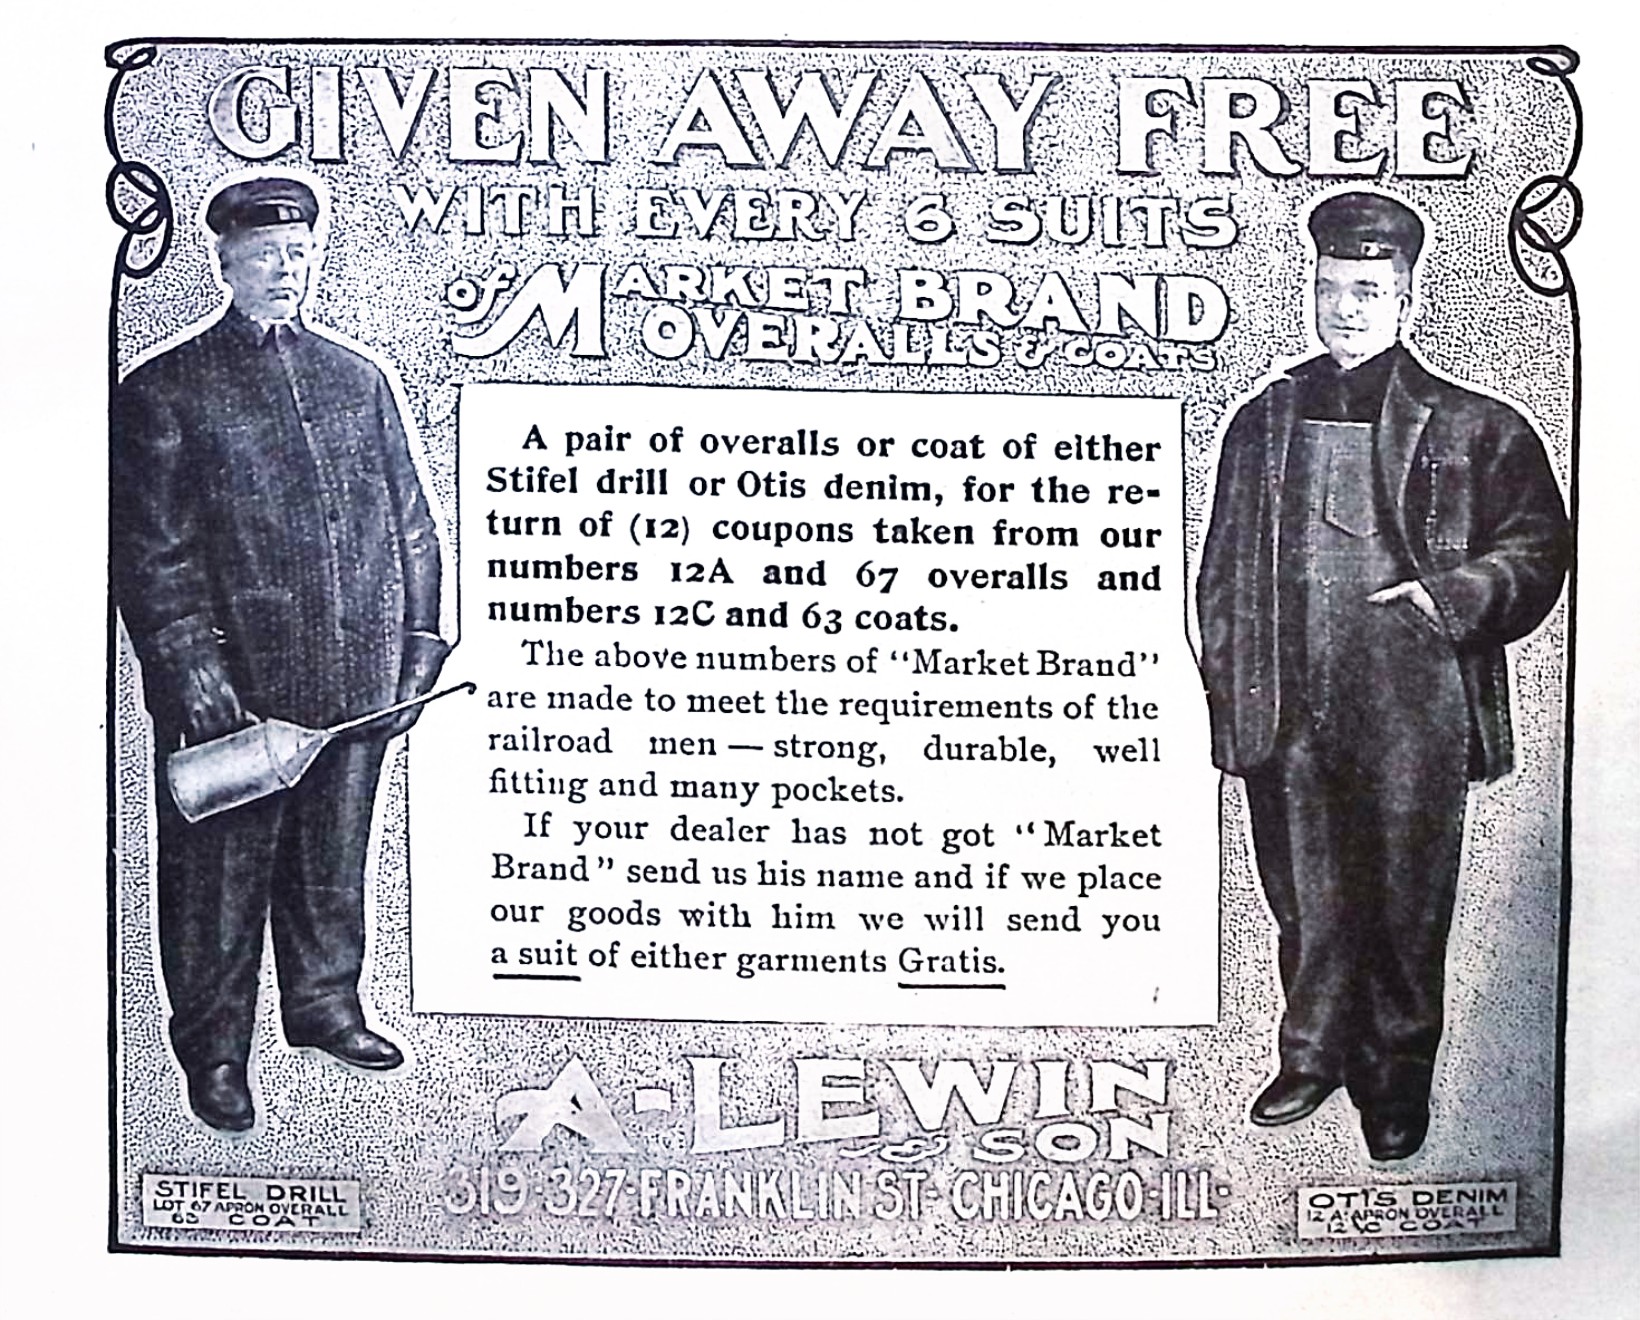 GIVEN AWAY FREE
WITH EVERY 6 SUITS
of MARKET BRAND
OVERALLS & COATS
A pair of overalls or coat of either
Stifel drill or Otis denim, for the re-
turn of (12) coupons taken from our
numbers 12A and 67 overalls and
numbers 12C and 63 coats.
The above numbers of “Market Brand”
are made to meet the requirements of the
railroad men — strong, durable, well
fitting and many pockets.
If your dealer has not got “Market
Brand” send us his name and if we place
our goods with him we will send you
a suit of either garments Gratis.
A-LEWIN
& SON
319-327-FRANKLIN ST-CHICAGO-ILL-
STIFEL DRILL
LOT 67 APRON OVERALL
63 COAT
OTIS DENIM
12 A APRON OVERALL
12 C COAT